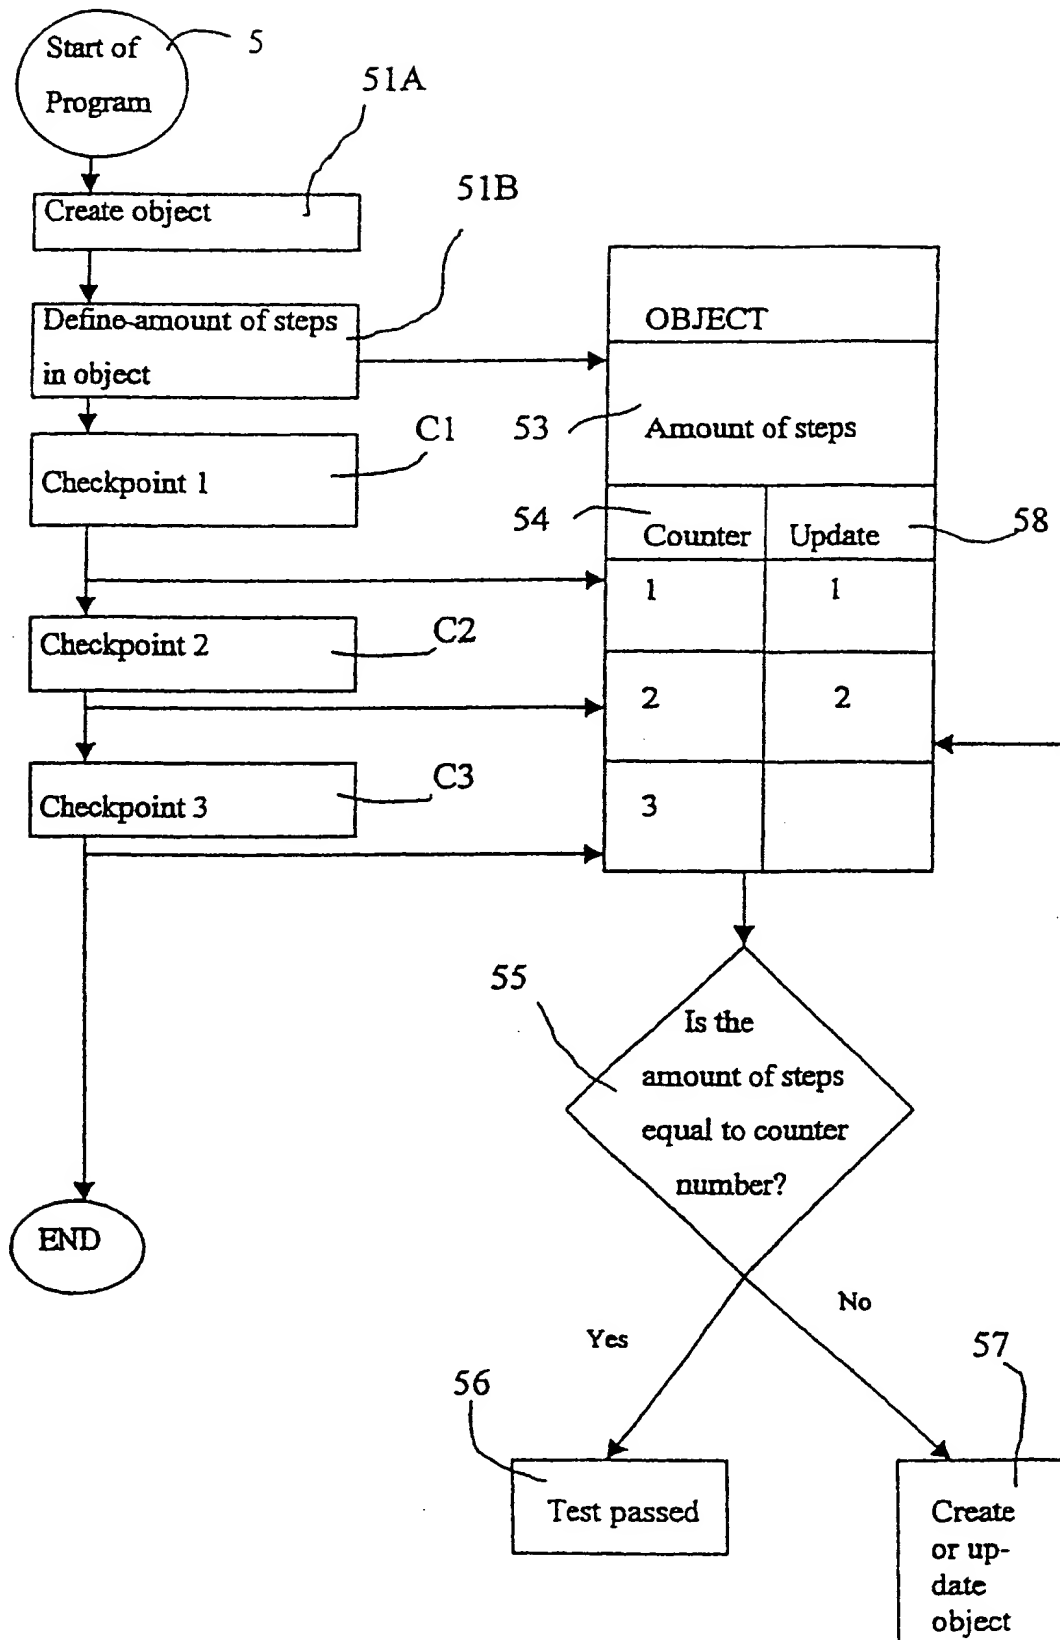 Start of
Program
5
51A
Create object
51B
Define amount of steps
in object
C1
Checkpoint 1
C2
Checkpoint 2
C3
Checkpoint 3
END
OBJECT
53
Amount of steps
54
Counter
Update
58
1
1
2
2
3
55
Is the
amount of steps
equal to counter
number?
Yes
No
56
Test passed
57
Create
or up-
date
object